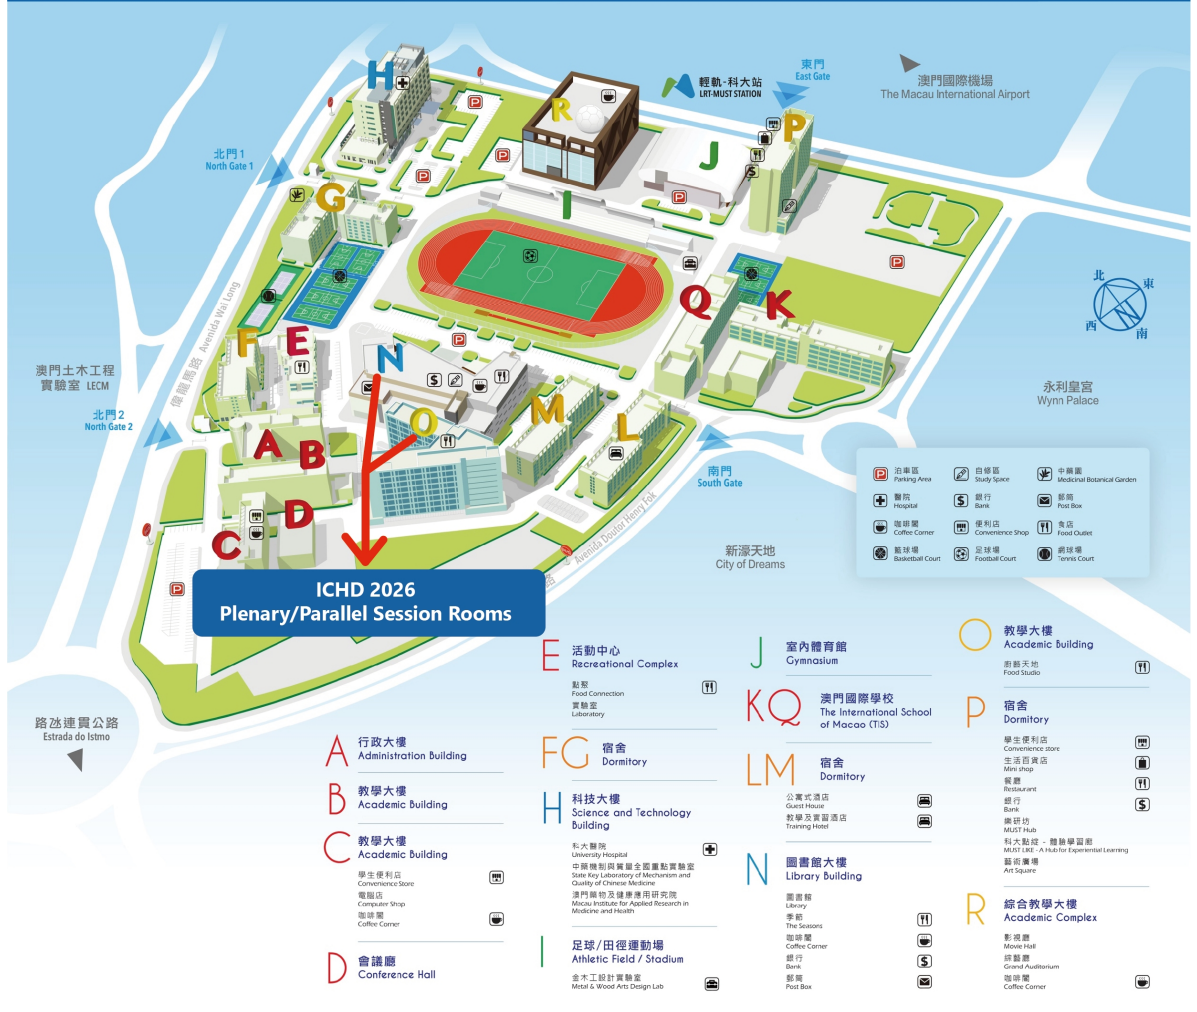 H
R
輕軌-科大站
LRT-MUST STATION
東門
East Gate
澳門國際機場
The Macau International Airport
P
P
P
P
P
北門1
North Gate 1
J
G
I
$
P
P
北
東
西
南
Q
K
偉龍馬路 Avenida Wai Long
F
E
N
P
$
澳門土木工程
實驗室 LECM
永利皇宮
Wynn Palace
北門2
North Gate 2
O
M
L
A
B
南門
South Gate
D
C
Avenida Doutor Henry Fok
路
新濠天地
City of Dreams
P
P 泊車區
Parking Area
自修區
Study Space
中藥園
Medicinal Botanical Garden
醫院
Hospital
$ 銀行
Bank
郵筒
Post Box
咖啡閣
Coffee Corner
便利店
Convenience Shop
食店
Food Outlet
籃球場
Basketball Court
足球場
Football Court
網球場
Tennis Court
ICHD 2026
Plenary/Parallel Session Rooms
路氹連貫公路
Estrada do Istmo
A 行政大樓
Administration Building
B 教學大樓
Academic Building
C 教學大樓
Academic Building
學生便利店
Convenience Store
電腦店
Computer Shop
咖啡閣
Coffee Corner
D 會議廳
Conference Hall
E 活動中心
Recreational Complex
點聚
Food Connection
實驗室
Laboratory
FG 宿舍
Dormitory
H 科技大樓
Science and Technology
Building
科大醫院
University Hospital
中藥機制與質量全國重點實驗室
State Key Laboratory of Mechanism and
Quality of Chinese Medicine
澳門藥物及健康應用研究院
Macau Institute for Applied Research in
Medicine and Health
I 足球/田徑運動場
Athletic Field / Stadium
金木工設計實驗室
Metal & Wood Arts Design Lab
J 室內體育館
Gymnasium
KQ 澳門國際學校
The International School
of Macao (TIS)
LM 宿舍
Dormitory
公寓式酒店
Guest House
教學及實習酒店
Training Hotel
N 圖書館大樓
Library Building
圖書館
Library
季節
The Seasons
咖啡閣
Coffee Corner
銀行
Bank
$
郵筒
Post Box
O 教學大樓
Academic Building
廚藝天地
Food Studio
P 宿舍
Dormitory
學生便利店
Convenience store
生活百貨店
Mini shop
餐廳
Restaurant
銀行
Bank
$
樂研坊
MUST Hub
科大點綻 - 體驗學習廊
MUST LIKE - A Hub for Experiential Learning
藝術廣場
Art Square
R 綜合教學大樓
Academic Complex
影視廳
Movie Hall
綜藝廳
Grand Auditorium
咖啡閣
Coffee Corner